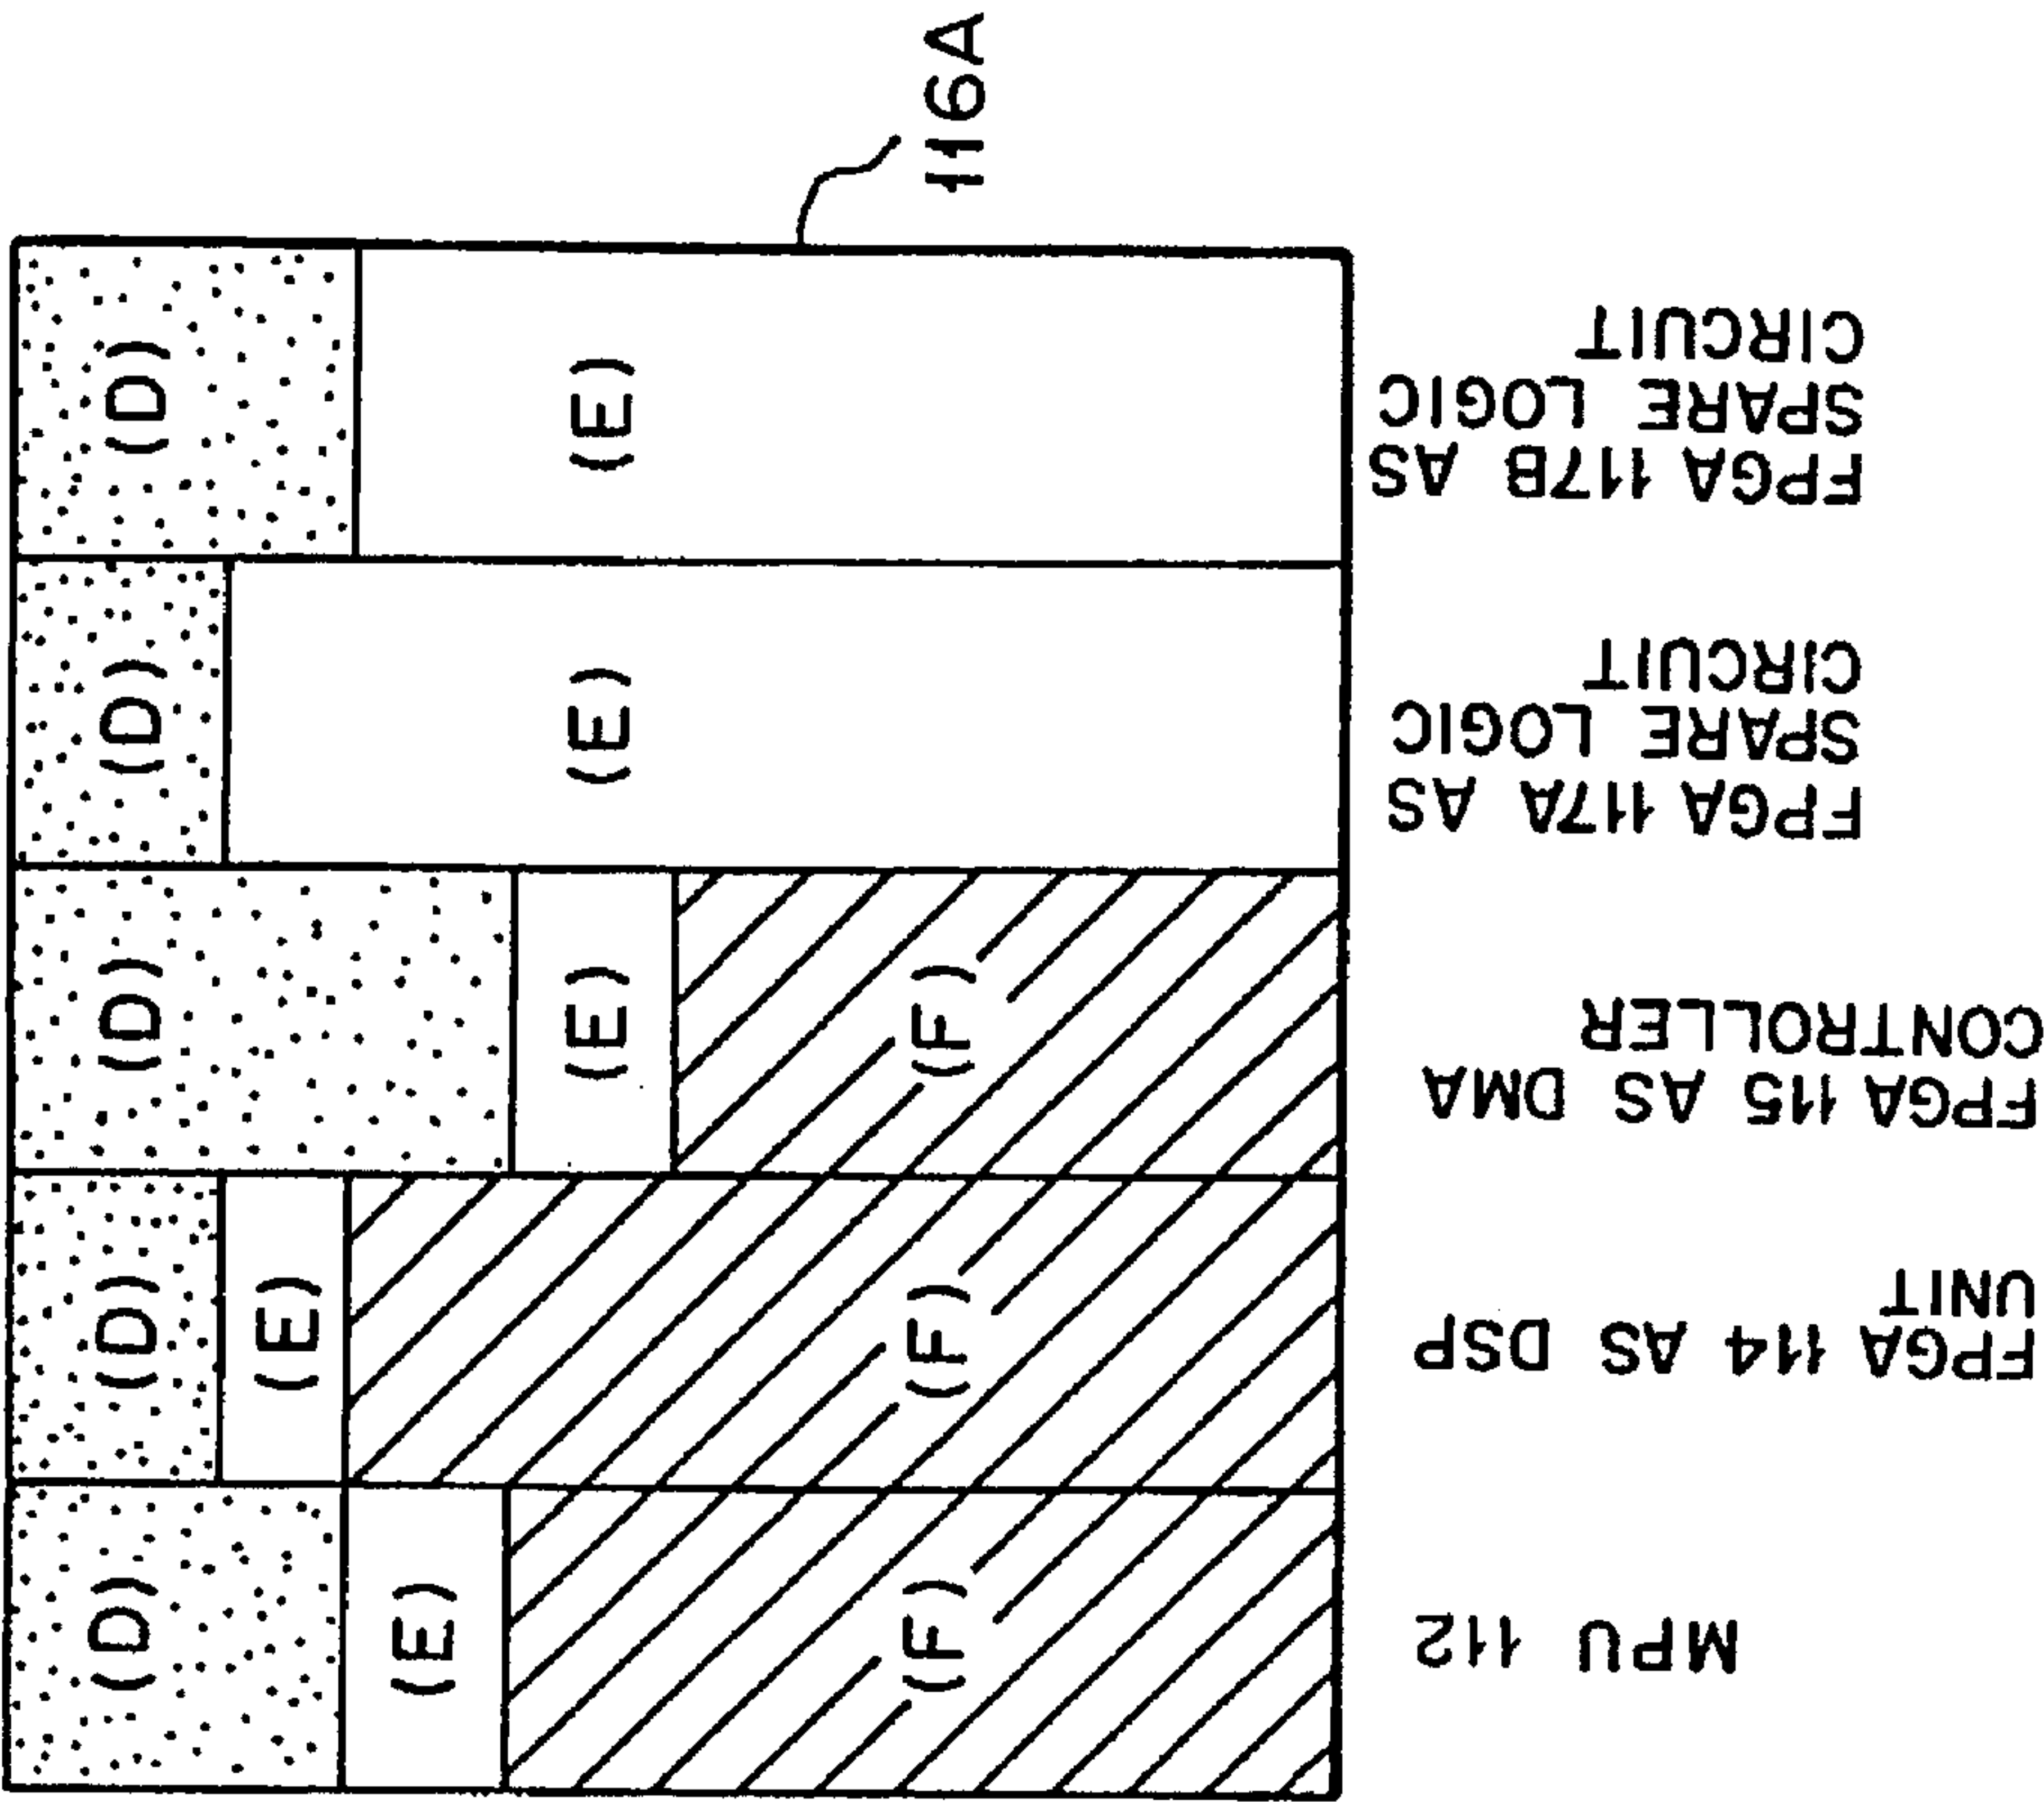 116A
(D)
(E)
FPGA 117B AS
SPARE LOGIC
CIRCUIT
(D)
(E)
FPGA 117A AS
SPARE LOGIC
CIRCUIT
(D)
(E)
(F)
FPGA 115 AS DMA
CONTROLLER
(D)
(E)
(F)
FPGA 114 AS DSP
UNIT
(D)
(E)
(F)
MPU 112